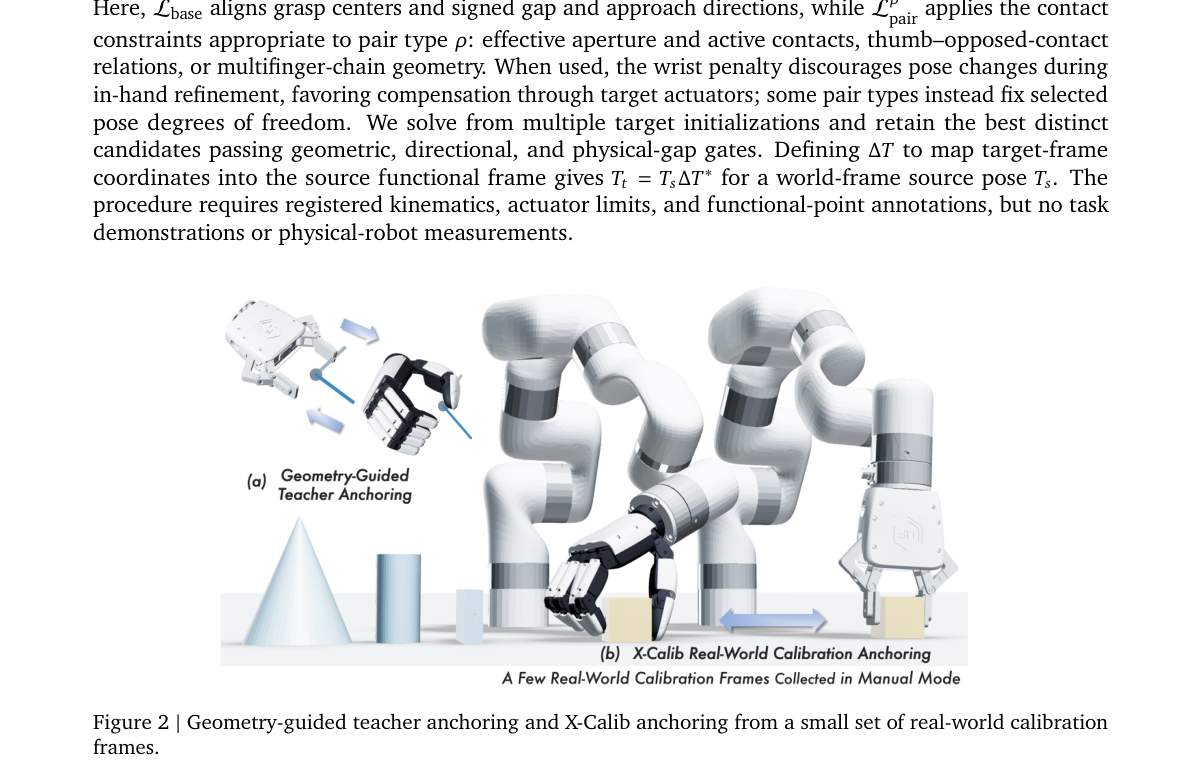 Here, ℒ_base aligns grasp centers and signed gap and approach directions, while ℒ^ρ_pair applies the contact
constraints appropriate to pair type ρ: effective aperture and active contacts, thumb–opposed-contact
relations, or multifinger-chain geometry. When used, the wrist penalty discourages pose changes during
in-hand refinement, favoring compensation through target actuators; some pair types instead fix selected
pose degrees of freedom. We solve from multiple target initializations and retain the best distinct
candidates passing geometric, directional, and physical-gap gates. Defining ΔT to map target-frame
coordinates into the source functional frame gives T_t = T_sΔT* for a world-frame source pose T_s. The
procedure requires registered kinematics, actuator limits, and functional-point annotations, but no task
demonstrations or physical-robot measurements.
(a) Geometry-Guided
Teacher Anchoring
(b) X-Calib Real-World Calibration Anchoring
A Few Real-World Calibration Frames Collected in Manual Mode
Figure 2 | Geometry-guided teacher anchoring and X-Calib anchoring from a small set of real-world calibration
frames.